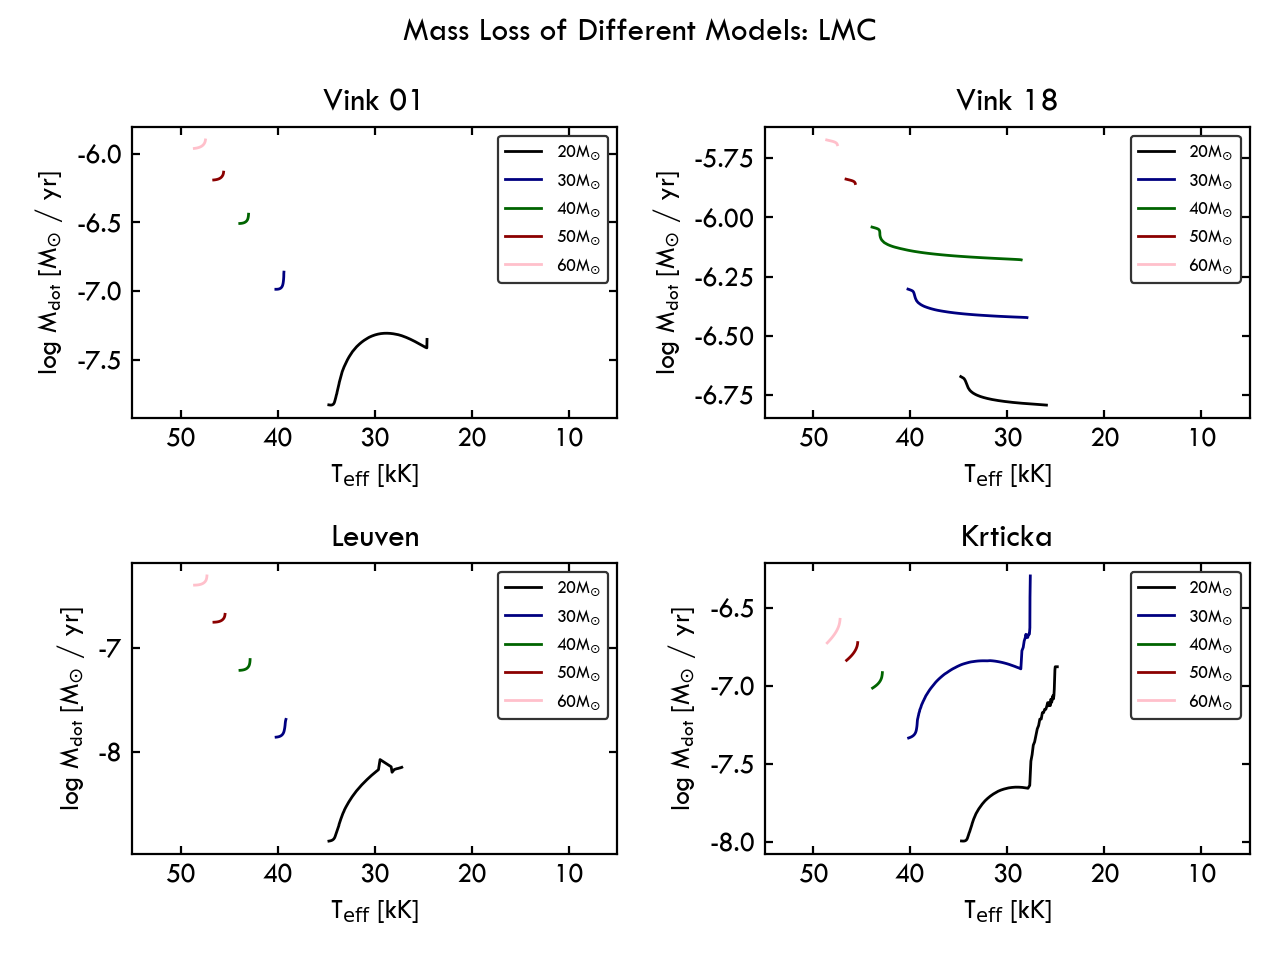 Mass Loss of Different Models: LMC
Vink 01
log M_dot [M_⊙ / yr]
-6.0
-6.5
-7.0
-7.5
20M_⊙
30M_⊙
40M_⊙
50M_⊙
60M_⊙
50 40 30 20 10
T_eff [kK]
Vink 18
log M_dot [M_⊙ / yr]
-5.75
-6.00
-6.25
-6.50
-6.75
20M_⊙
30M_⊙
40M_⊙
50M_⊙
60M_⊙
50 40 30 20 10
T_eff [kK]
Leuven
log M_dot [M_⊙ / yr]
-7
-8
20M_⊙
30M_⊙
40M_⊙
50M_⊙
60M_⊙
50 40 30 20 10
T_eff [kK]
Krticka
log M_dot [M_⊙ / yr]
-6.5
-7.0
-7.5
-8.0
20M_⊙
30M_⊙
40M_⊙
50M_⊙
60M_⊙
50 40 30 20 10
T_eff [kK]